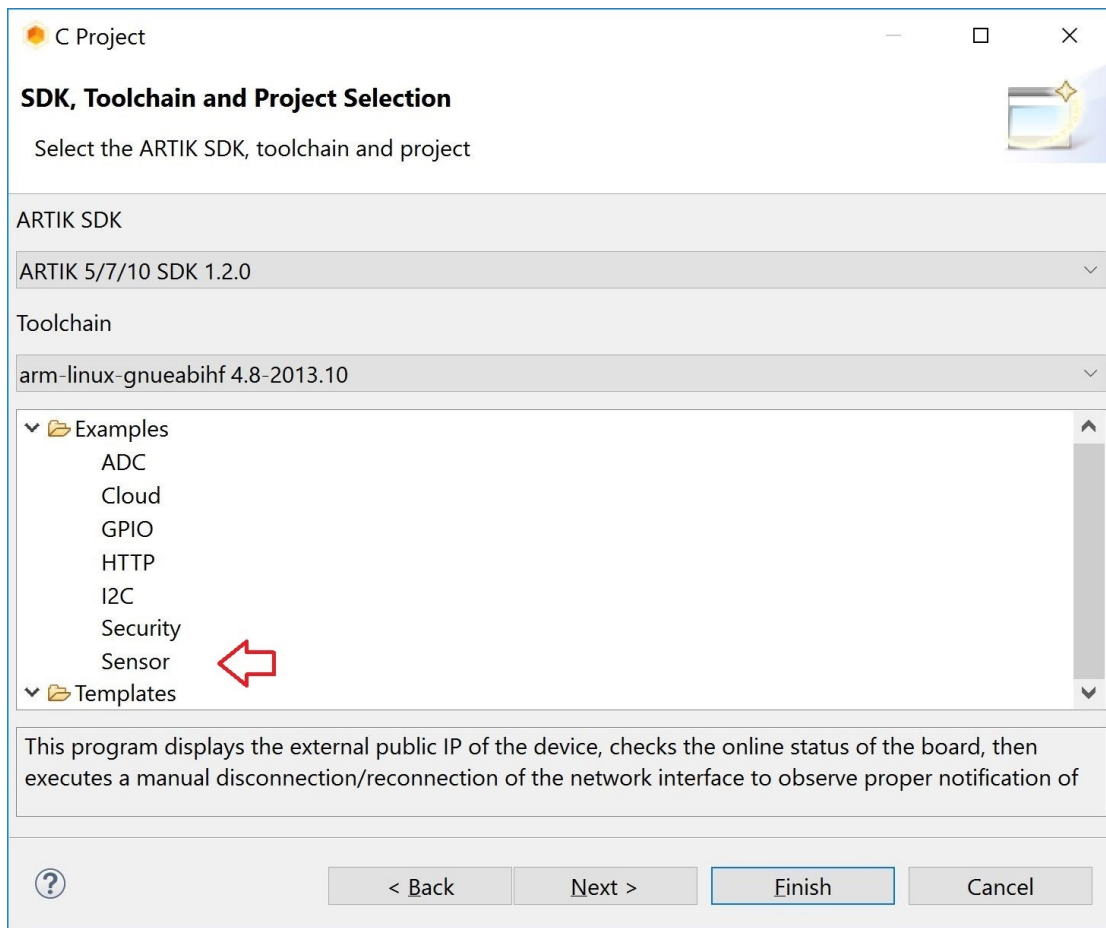 C Project
SDK, Toolchain and Project Selection
Select the ARTIK SDK, toolchain and project
ARTIK SDK
ARTIK 5/7/10 SDK 1.2.0
Toolchain
arm-linux-gnueabihf 4.8-2013.10
Examples
ADC
Cloud
GPIO
HTTP
I2C
Security
Sensor
Templates
This program displays the external public IP of the device, checks the online status of the board, then
executes a manual disconnection/reconnection of the network interface to observe proper notification of
? < Back Next > Finish Cancel